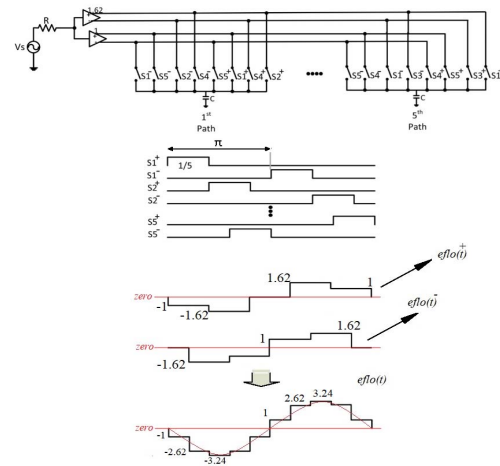 1.62
R
1
Vs
S1⁻ S5⁻ S2⁻ S4⁻ S5⁺ S1⁺ S4⁺ S2⁺ •••• S5⁻ S4⁻ S1⁻ S3⁻ S4⁺ S5⁺ S3⁺ S1⁺
C C
1st Path
5th Path
π
S1⁺ 1/5
S1⁻
S2⁺
S2⁻
S5⁺
S5⁻
eflo(t)⁺
1.62
zero
1
-1
-1.62
eflo(t)⁻
1 1.62
zero
-1.62
eflo(t)
3.24
2.62
1
zero
-1
-2.62
-3.24